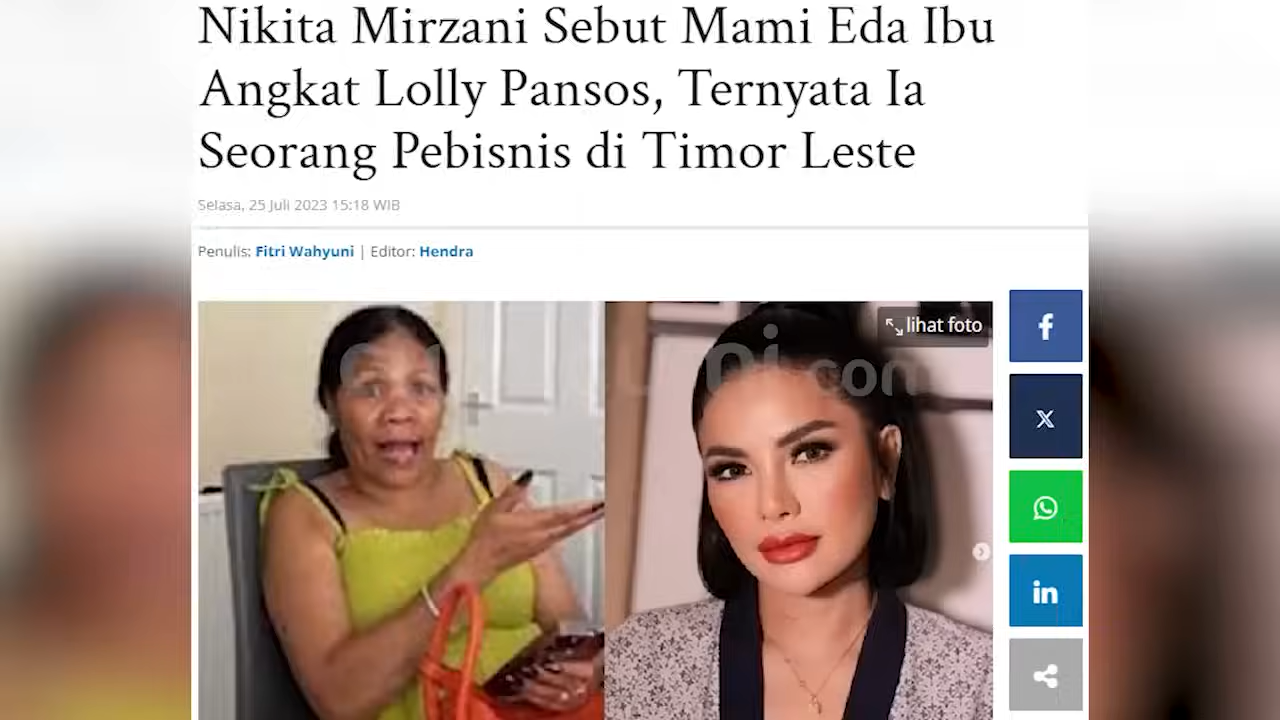 Nikita Mirzani Sebut Mami Eda Ibu
Angkat Lolly Pansos, Ternyata Ia
Seorang Pebisnis di Timor Leste
Selasa, 25 Juli 2023 15:18 WIB
Penulis: Fitri Wahyuni | Editor: Hendra
lihat foto
.com